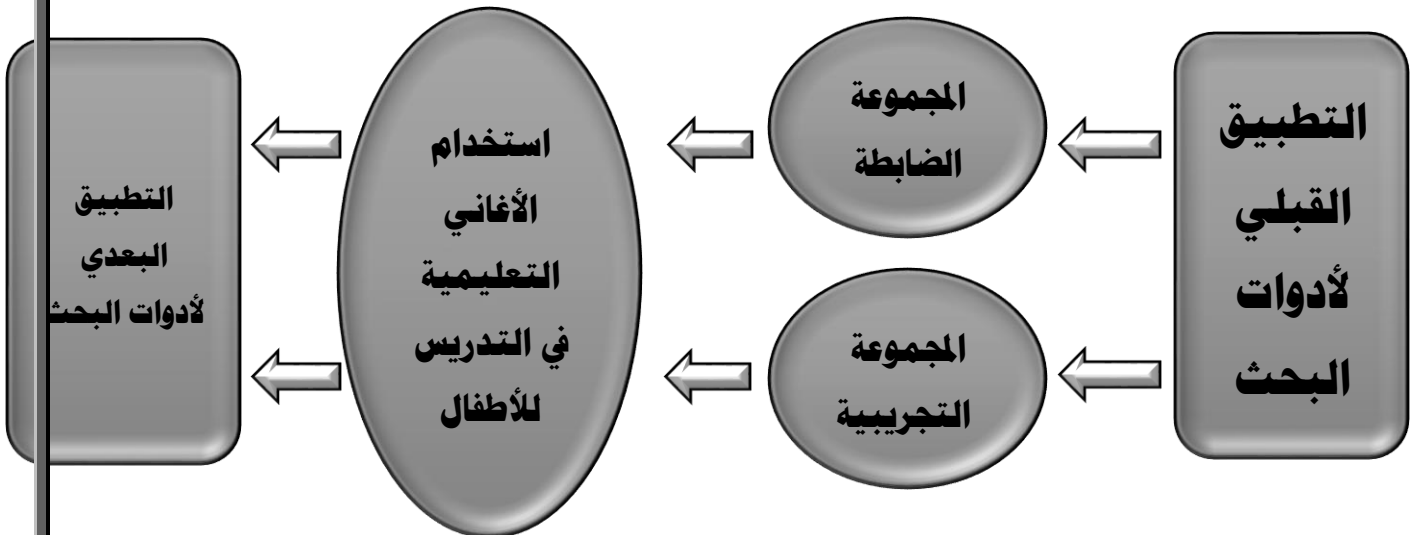 التطبيق
القبلي
لأدوات
البحث
المجموعة
الضابطة
المجموعة
التجريبية
استخدام
الأغاني
التعليمية
في التدريس
للأطفال
التطبيق
البعدي
لأدوات البحث